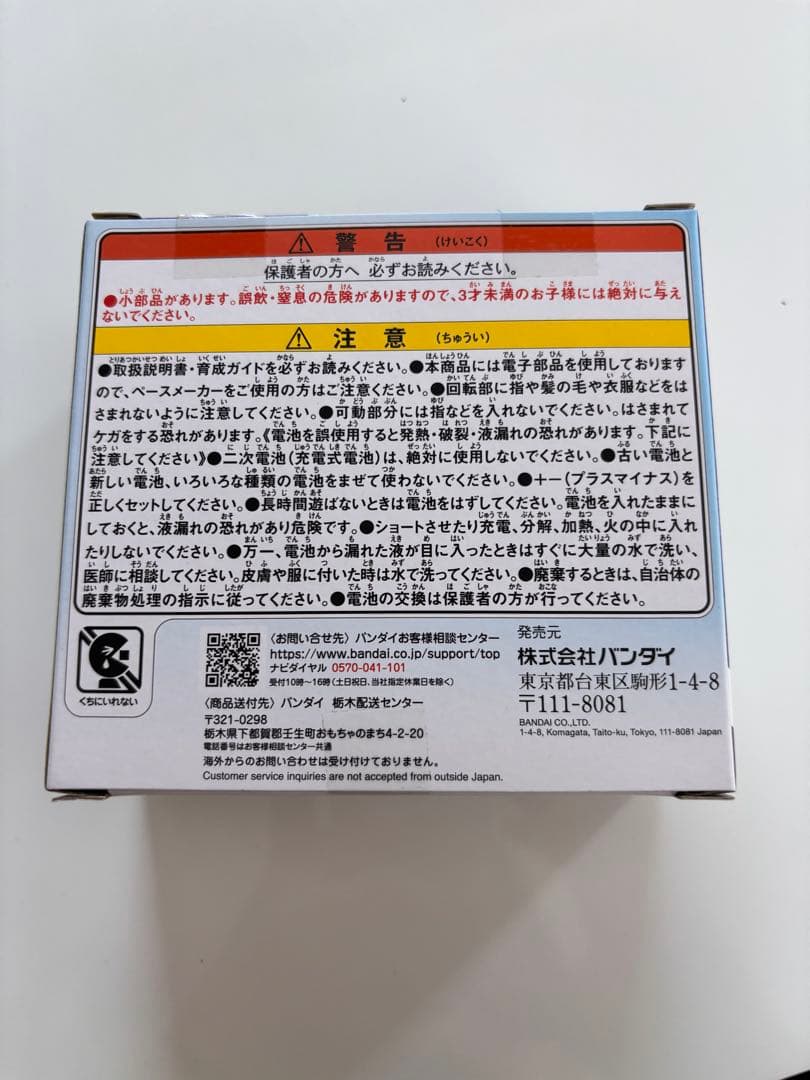 警告 (けいこく)
保護者の方へ 必ずお読みください。
●小部品があります。誤飲・窒息の危険がありますので、3才未満のお子様には絶対に与え
ないでください。
注意 (ちゅうい)
●取扱説明書・育成ガイドを必ずお読みください。●本商品には電子部品を使用しております
ので、ペースメーカーをご使用の方はご注意ください。●回転部に指や髪の毛や衣服などをは
さまれないように注意してください。●可動部分には指などを入れないでください。はさまれて
ケガをする恐れがあります。《電池を誤使用すると発熱・破裂・液漏れの恐れがあります。下記に
注意してください》●二次電池(充電式電池)は、絶対に使用しないでください。●古い電池と
新しい電池、いろいろな種類の電池をまぜて使わないでください。●+-(プラスマイナス)を
正しくセットしてください。●長時間遊ばないときは電池をはずしてください。電池を入れたままに
しておくと、液漏れの恐れがあり危険です。●ショートさせたり充電、分解、加熱、火の中に入れ
たりしないでください。●万一、電池から漏れた液が目に入ったときはすぐに大量の水で洗い、
医師に相談してください。皮膚や服に付いた時は水で洗ってください。●廃棄するときは、自治体の
廃棄物処理の指示に従ってください。●電池の交換は保護者の方が行ってください。
くちにいれない
〈お問い合せ先〉バンダイお客様相談センター
https://www.bandai.co.jp/support/top
ナビダイヤル 0570-041-101
受付10時~16時(土日祝日、当社指定休業日を除く)
〈商品送付先〉バンダイ 栃木配送センター
〒321-0298
栃木県下都賀郡壬生町おもちゃのまち4-2-20
電話番号はお客様相談センター共通
海外からのお問い合わせは受け付けておりません。
Customer service inquiries are not accepted from outside Japan.
発売元
株式会社バンダイ
東京都台東区駒形1-4-8
〒111-8081
BANDAI CO.,LTD.
1-4-8, Komagata, Taito-ku, Tokyo, 111-8081 Japan